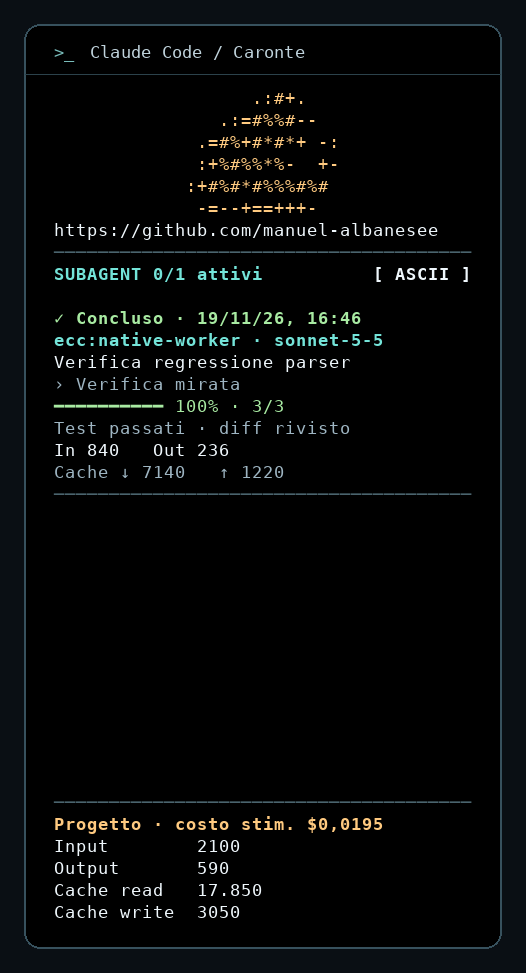 >_ Claude Code / Caronte
.:#+.
.:=#%%#--
.=#%+#*#*+ -:
:+%#%%*%-  +-
:+#%#*#%%%#%#
-=--+==+++-
https://github.com/manuel-albanesee
SUBAGENT 0/1 attivi [ ASCII ]
✓ Concluso · 19/11/26, 16:46
ecc:native-worker · sonnet-5-5
Verifica regressione parser
› Verifica mirata
━━━━━━━━━━ 100% · 3/3
Test passati · diff rivisto
In 840 Out 236
Cache ↓ 7140 ↑ 1220
Progetto · costo stim. $0,0195
Input 2100
Output 590
Cache read 17.850
Cache write 3050